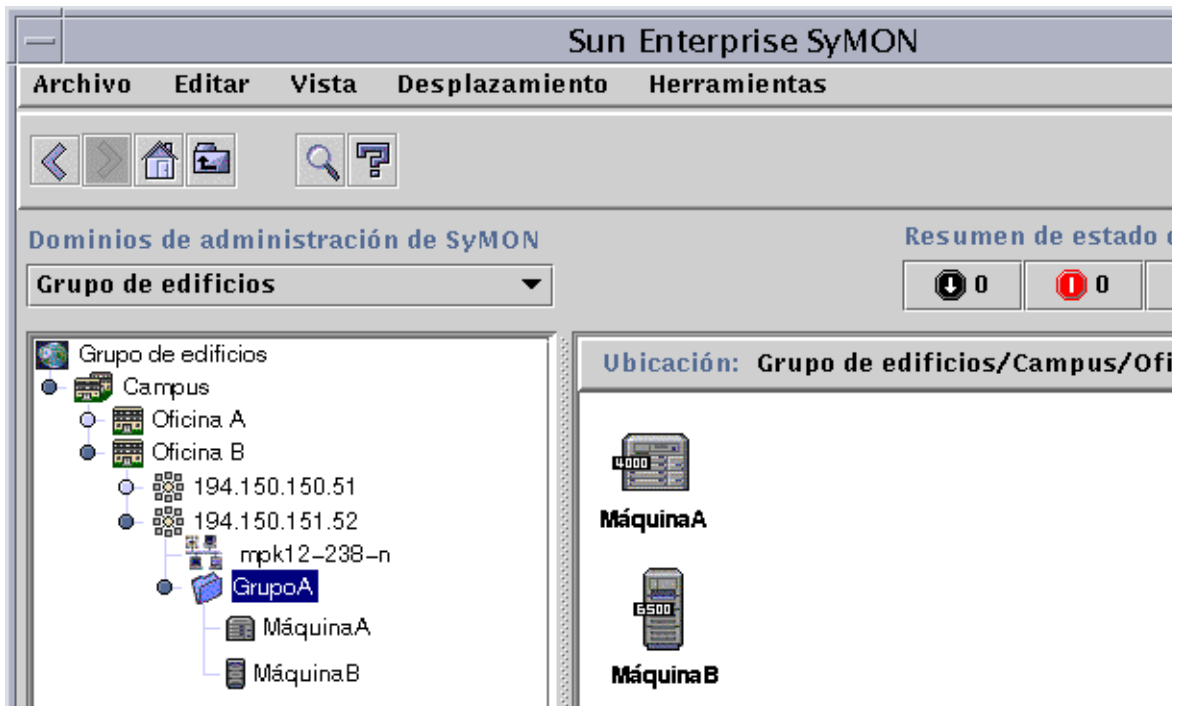 Sun Enterprise SyMON
Archivo Editar Vista Desplazamiento Herramientas
Dominios de administración de SyMON
Resumen de estado
Grupo de edificios
0 0
Grupo de edificios
Campus
Oficina A
Oficina B
194.150.150.51
194.150.151.52
mpk12-238-n
GrupoA
MáquinaA
MáquinaB
Ubicación: Grupo de edificios/Campus/Ofi
4000
MáquinaA
6500
MáquinaB